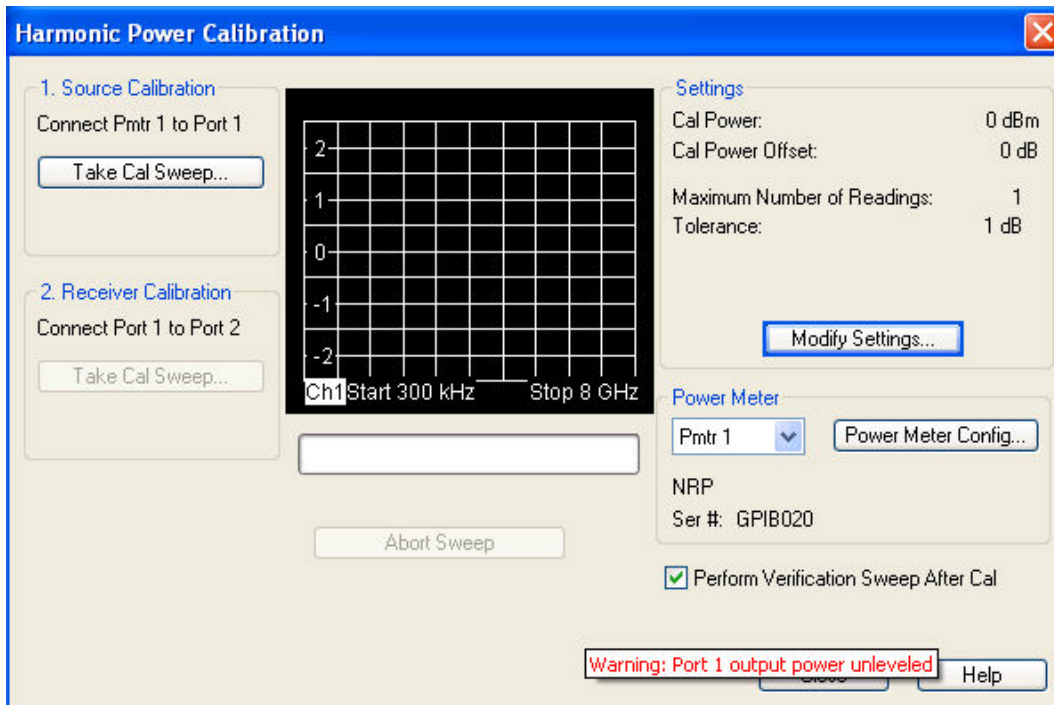 Harmonic Power Calibration
1. Source Calibration
Connect Pmtr 1 to Port 1
Take Cal Sweep...
2. Receiver Calibration
Connect Port 1 to Port 2
Take Cal Sweep...
2
1
0
-1
-2
Ch1 Start 300 kHz Stop 8 GHz
Abort Sweep
Settings
Cal Power: 0 dBm
Cal Power Offset: 0 dB
Maximum Number of Readings: 1
Tolerance: 1 dB
Modify Settings...
Power Meter
Pmtr 1
Power Meter Config...
NRP
Ser #: GPIB020
Perform Verification Sweep After Cal
Warning: Port 1 output power unleveled
Help